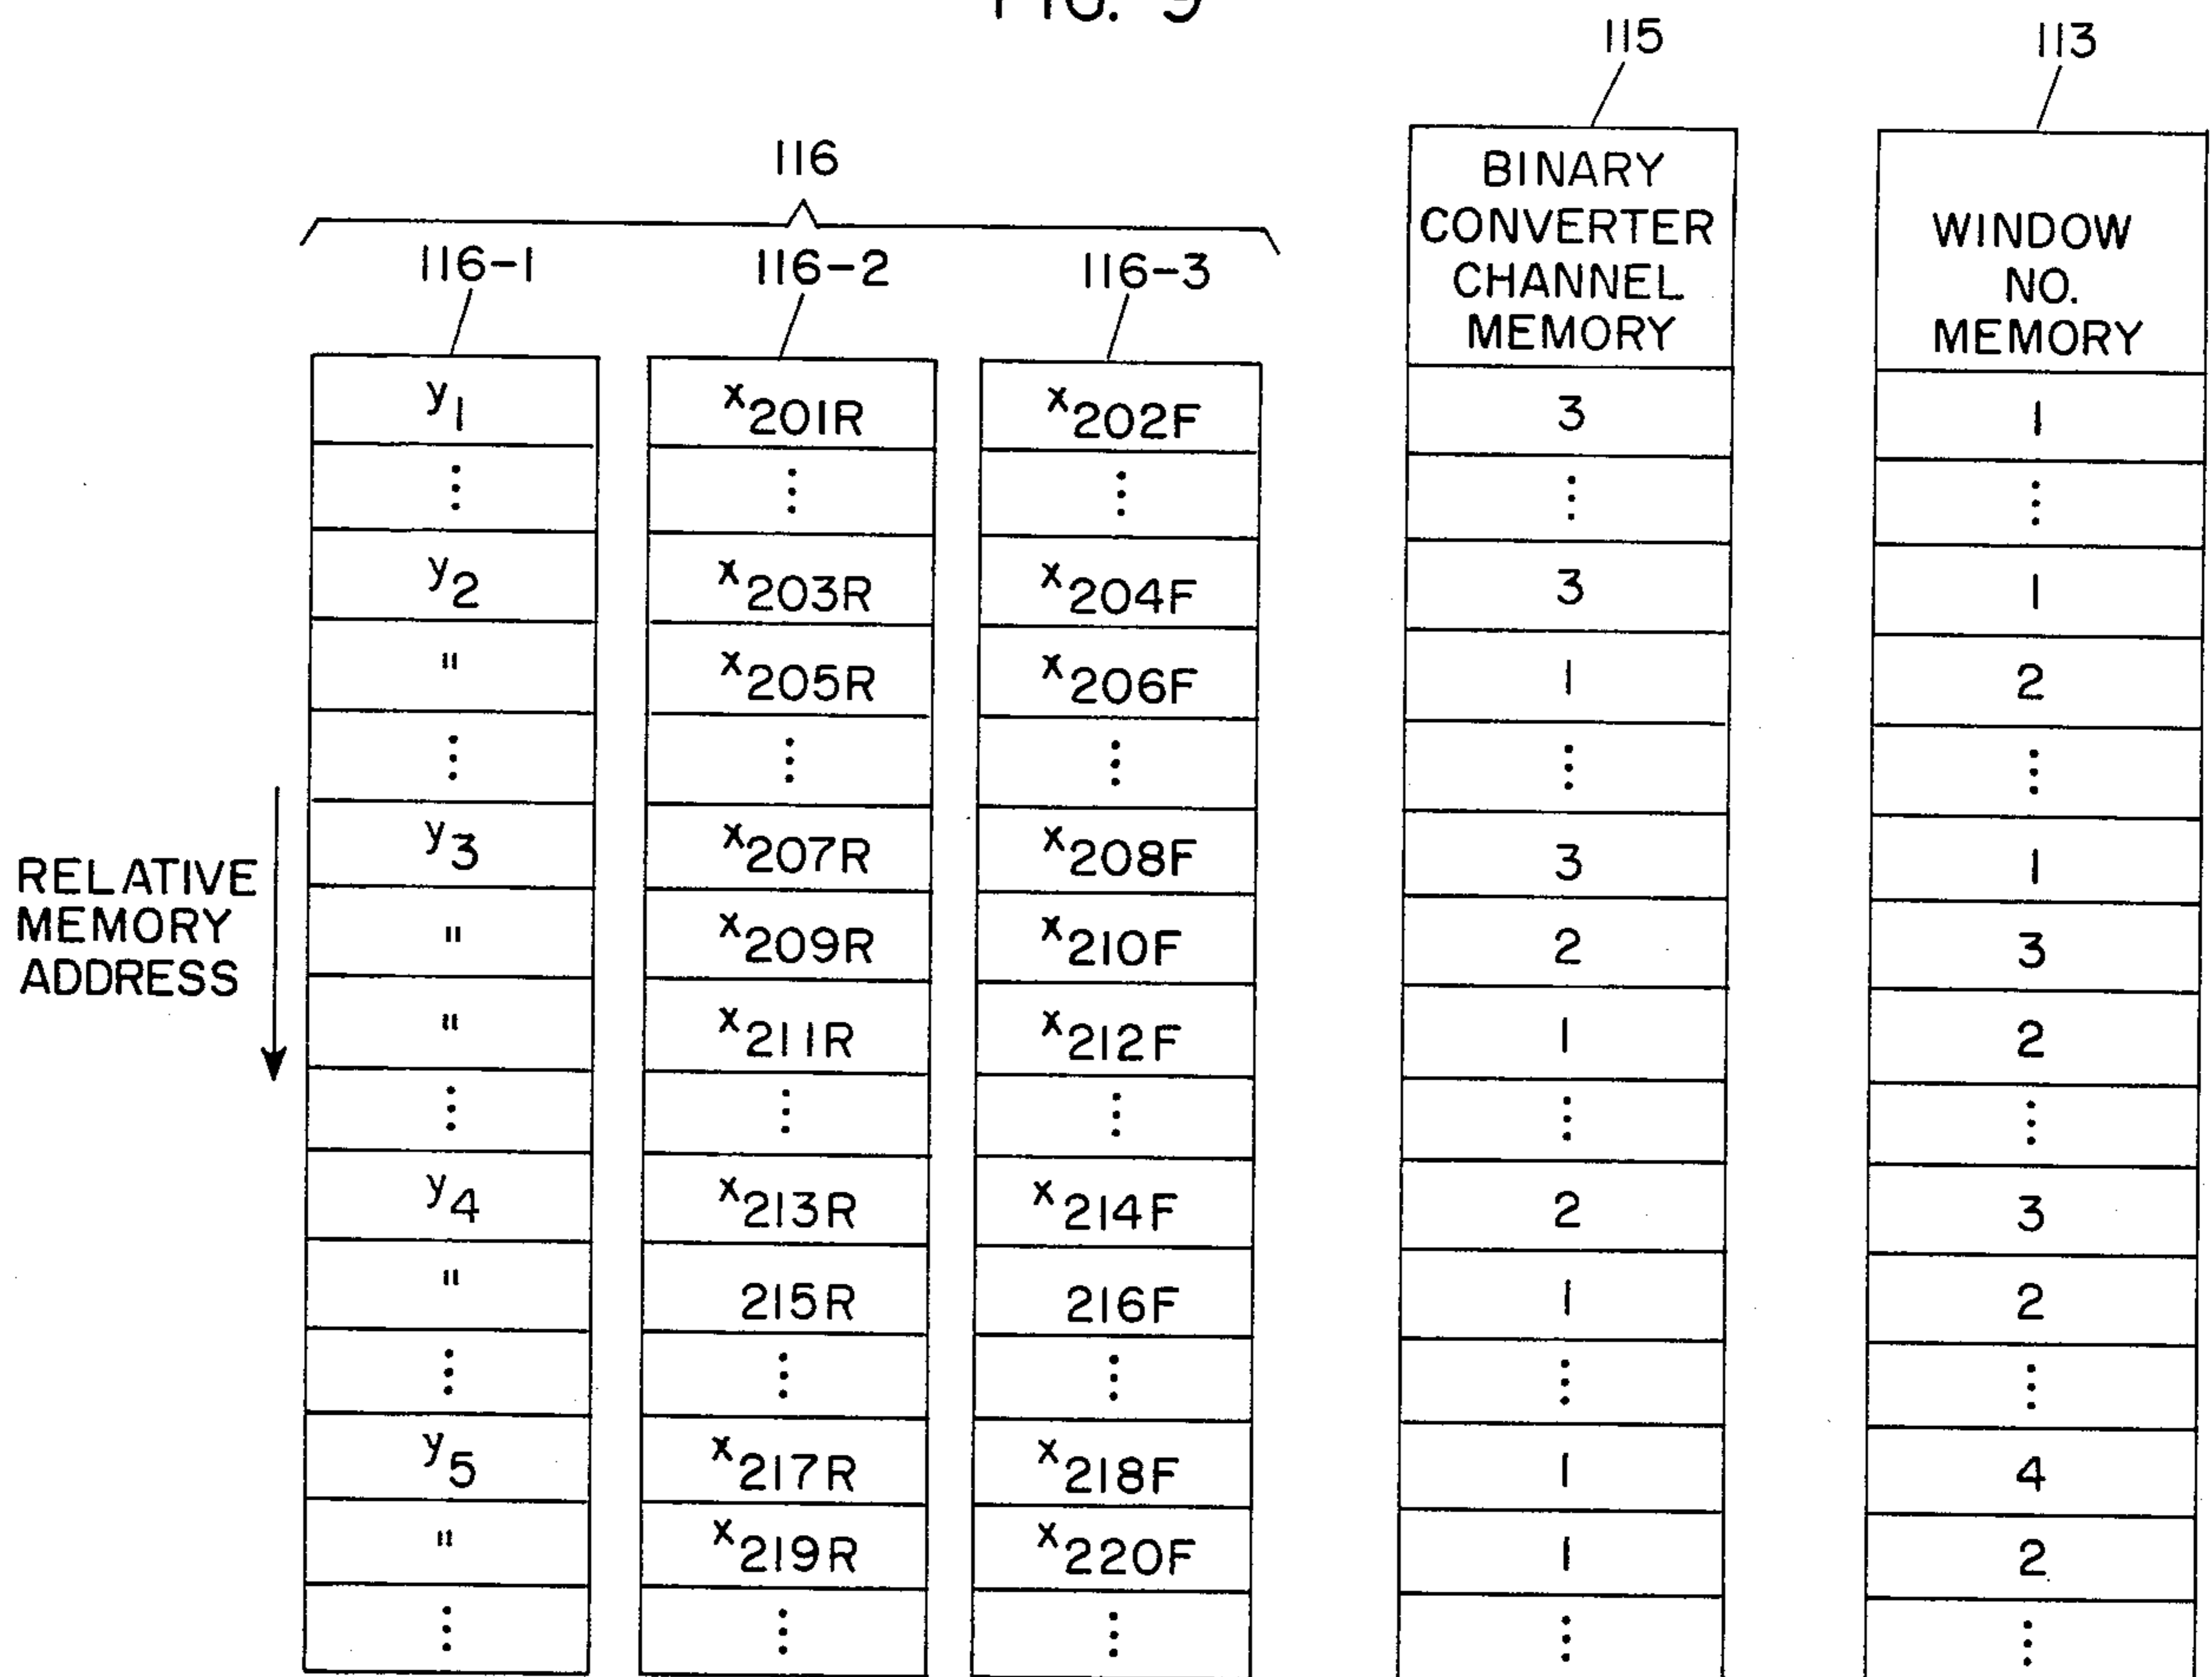 FIG. 9
115
113
116
116-1 116-2 116-3
BINARY CONVERTER CHANNEL MEMORY
WINDOW NO. MEMORY
y1 x201R x202F 3 1
⋮ ⋮ ⋮ ⋮ ⋮
y2 x203R x204F 3 1
" x205R x206F 1 2
⋮ ⋮ ⋮ ⋮ ⋮
y3 x207R x208F 3 1
RELATIVE
MEMORY
ADDRESS
" x209R x210F 2 3
" x211R x212F 1 2
⋮ ⋮ ⋮ ⋮ ⋮
y4 x213R x214F 2 3
" 215R 216F 1 2
⋮ ⋮ ⋮ ⋮ ⋮
y5 x217R x218F 1 4
" x219R x220F 1 2
⋮ ⋮ ⋮ ⋮ ⋮